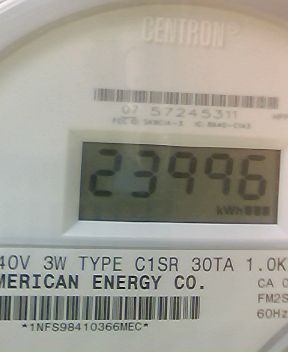 CENTRON®
07 57245311
23996
kWh
40V 3W TYPE C1SR 30TA 1.0K
MERICAN ENERGY CO.
CA 0
FM2S
60Hz
*1NFS98410366MEC*